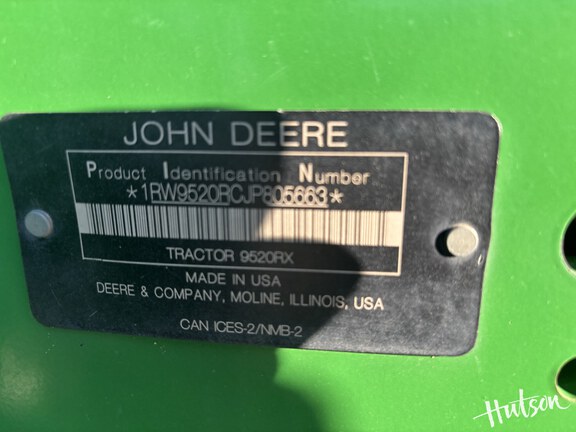 JOHN DEERE
Product Identification Number
*1RW9520RCJP805663*
TRACTOR 9520RX
MADE IN USA
DEERE & COMPANY, MOLINE, ILLINOIS, USA
CAN ICES-2/NMB-2
Hutson